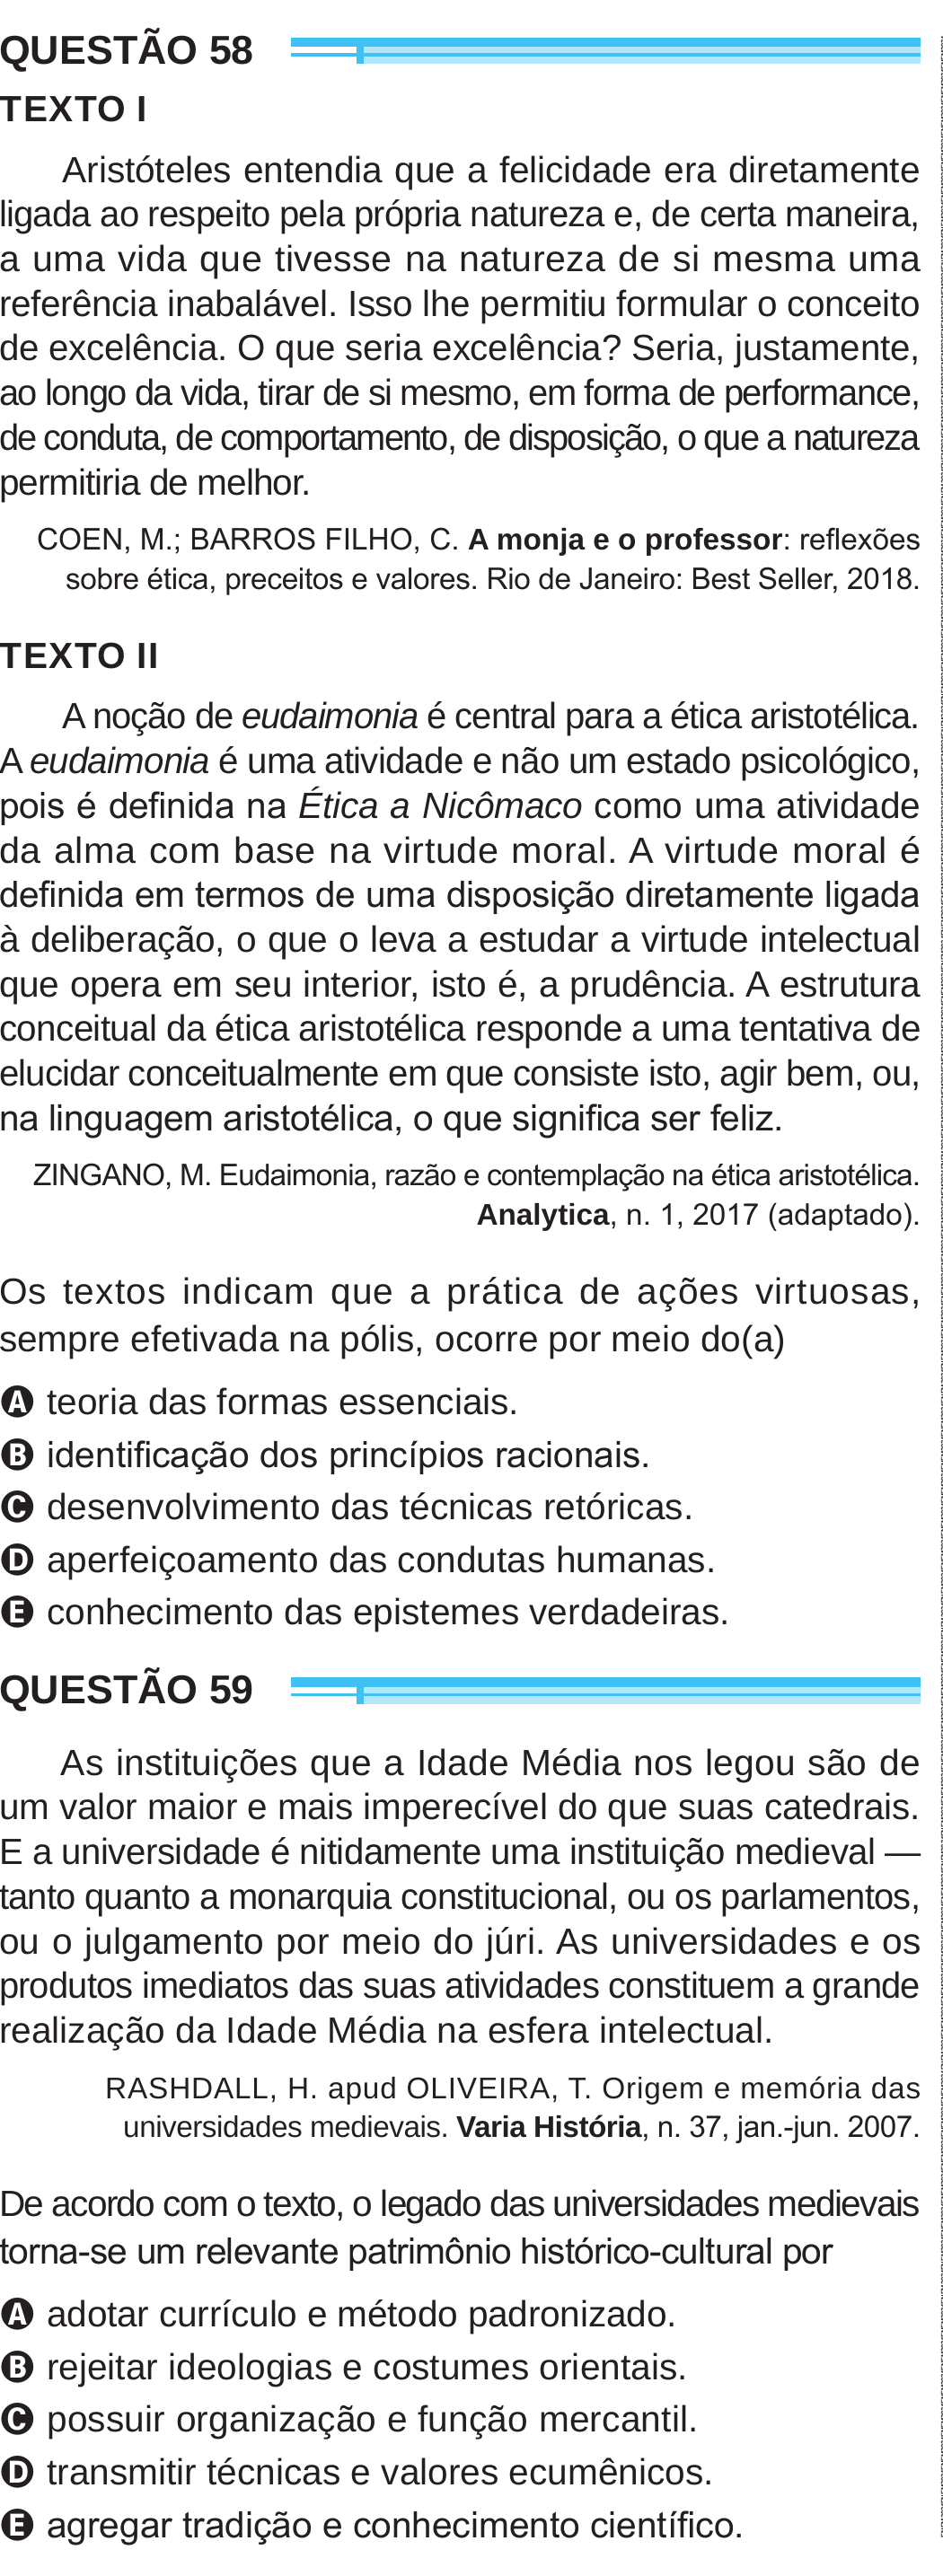 QUESTÃO 58
TEXTO I
Aristóteles entendia que a felicidade era diretamente
ligada ao respeito pela própria natureza e, de certa maneira,
a uma vida que tivesse na natureza de si mesma uma
referência inabalável. Isso lhe permitiu formular o conceito
de excelência. O que seria excelência? Seria, justamente,
ao longo da vida, tirar de si mesmo, em forma de performance,
de conduta, de comportamento, de disposição, o que a natureza
permitiria de melhor.
COEN, M.; BARROS FILHO, C. A monja e o professor: reflexões
sobre ética, preceitos e valores. Rio de Janeiro: Best Seller, 2018.
TEXTO II
A noção de eudaimonia é central para a ética aristotélica.
A eudaimonia é uma atividade e não um estado psicológico,
pois é definida na Ética a Nicômaco como uma atividade
da alma com base na virtude moral. A virtude moral é
definida em termos de uma disposição diretamente ligada
à deliberação, o que o leva a estudar a virtude intelectual
que opera em seu interior, isto é, a prudência. A estrutura
conceitual da ética aristotélica responde a uma tentativa de
elucidar conceitualmente em que consiste isto, agir bem, ou,
na linguagem aristotélica, o que significa ser feliz.
ZINGANO, M. Eudaimonia, razão e contemplação na ética aristotélica.
Analytica, n. 1, 2017 (adaptado).
Os textos indicam que a prática de ações virtuosas,
sempre efetivada na pólis, ocorre por meio do(a)
A teoria das formas essenciais.
B identificação dos princípios racionais.
C desenvolvimento das técnicas retóricas.
D aperfeiçoamento das condutas humanas.
E conhecimento das epistemes verdadeiras.
QUESTÃO 59
As instituições que a Idade Média nos legou são de
um valor maior e mais imperecível do que suas catedrais.
E a universidade é nitidamente uma instituição medieval —
tanto quanto a monarquia constitucional, ou os parlamentos,
ou o julgamento por meio do júri. As universidades e os
produtos imediatos das suas atividades constituem a grande
realização da Idade Média na esfera intelectual.
RASHDALL, H. apud OLIVEIRA, T. Origem e memória das
universidades medievais. Varia História, n. 37, jan.-jun. 2007.
De acordo com o texto, o legado das universidades medievais
torna-se um relevante patrimônio histórico-cultural por
A adotar currículo e método padronizado.
B rejeitar ideologias e costumes orientais.
C possuir organização e função mercantil.
D transmitir técnicas e valores ecumênicos.
E agregar tradição e conhecimento científico.